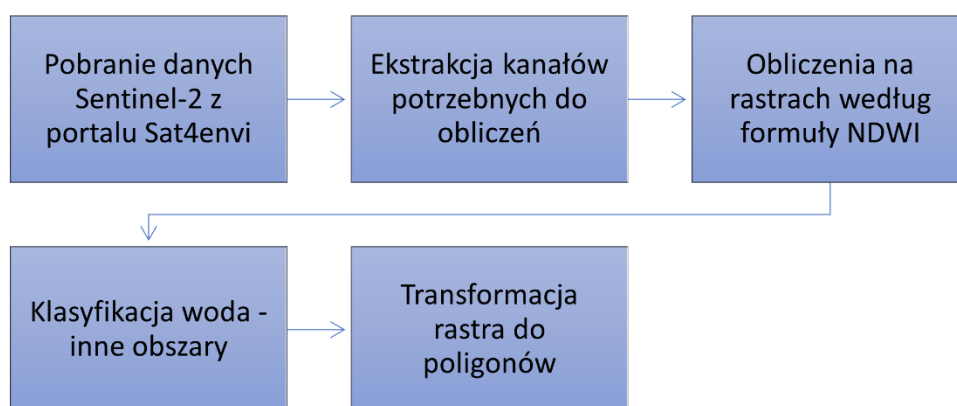 Pobranie danych
Sentinel-2 z
portalu Sat4envi
Ekstrakcja kanałów
potrzebnych do
obliczeń
Obliczenia na
rastrach według
formuły NDWI
Klasyfikacja woda -
inne obszary
Transformacja
rastra do
poligonów